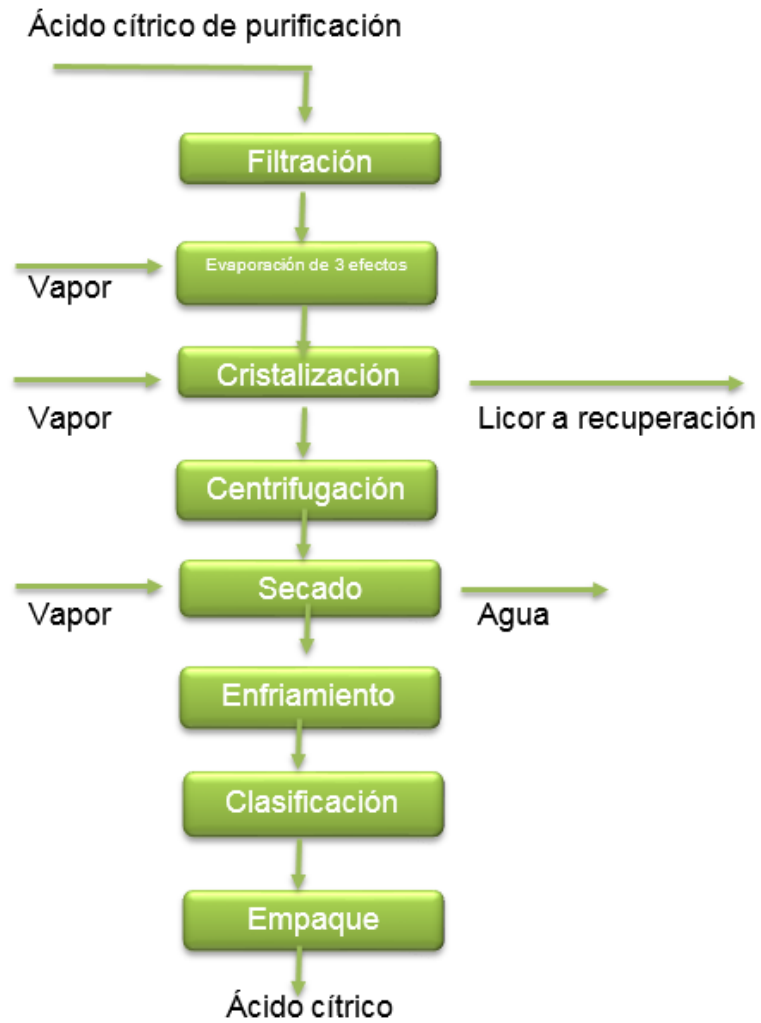 Ácido cítrico de purificación
Filtración
Evaporación de 3 efectos
Vapor
Cristalización
Vapor
Licor a recuperación
Centrifugación
Secado
Vapor
Agua
Enfriamiento
Clasificación
Empaque
Ácido cítrico